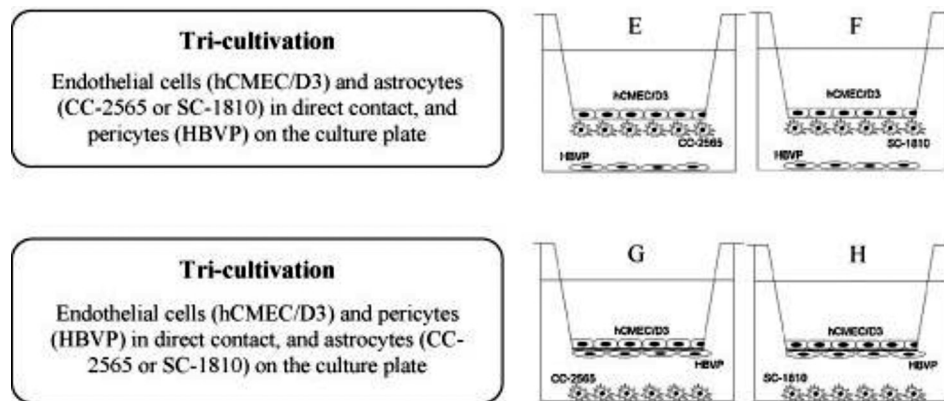 Tri-cultivation
Endothelial cells (hCMEC/D3) and astrocytes
(CC-2565 or SC-1810) in direct contact, and
pericytes (HBVP) on the culture plate
E
hCMEC/D3
CC-2565
HBVP
F
hCMEC/D3
SC-1810
HBVP
Tri-cultivation
Endothelial cells (hCMEC/D3) and pericytes
(HBVP) in direct contact, and astrocytes (CC-
2565 or SC-1810) on the culture plate
G
hCMEC/D3
HBVP
CC-2565
H
hCMEC/D3
HBVP
SC-1810